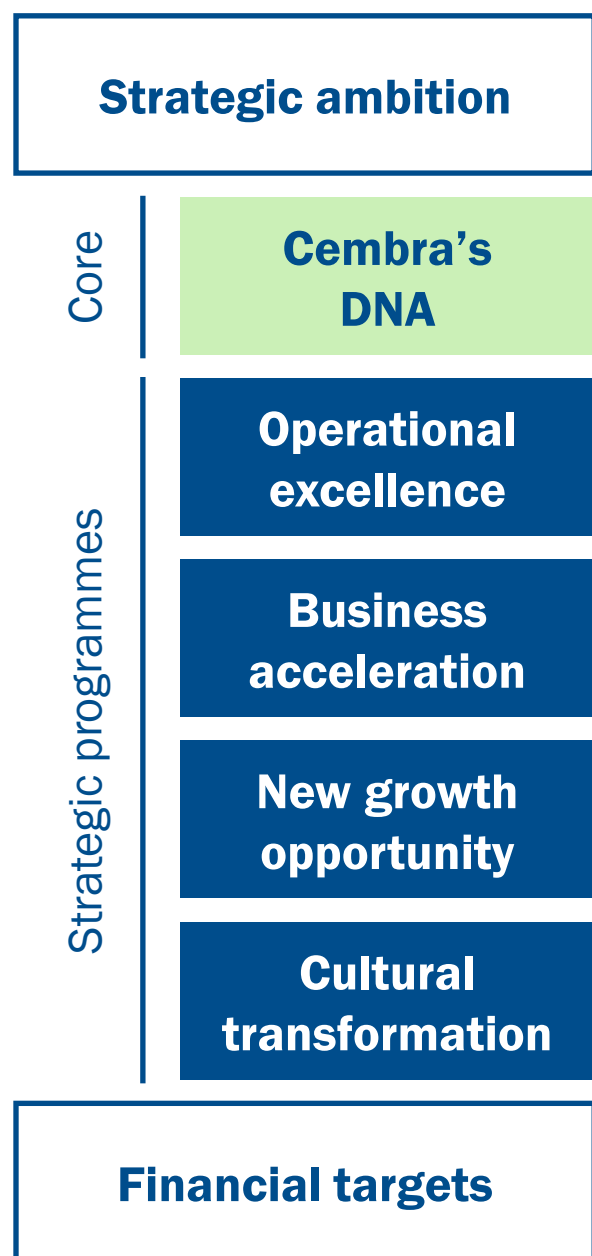 Strategic ambition
Core
Cembra’s
DNA
Strategic programmes
Operational
excellence
Business
acceleration
New growth
opportunity
Cultural
transformation
Financial targets